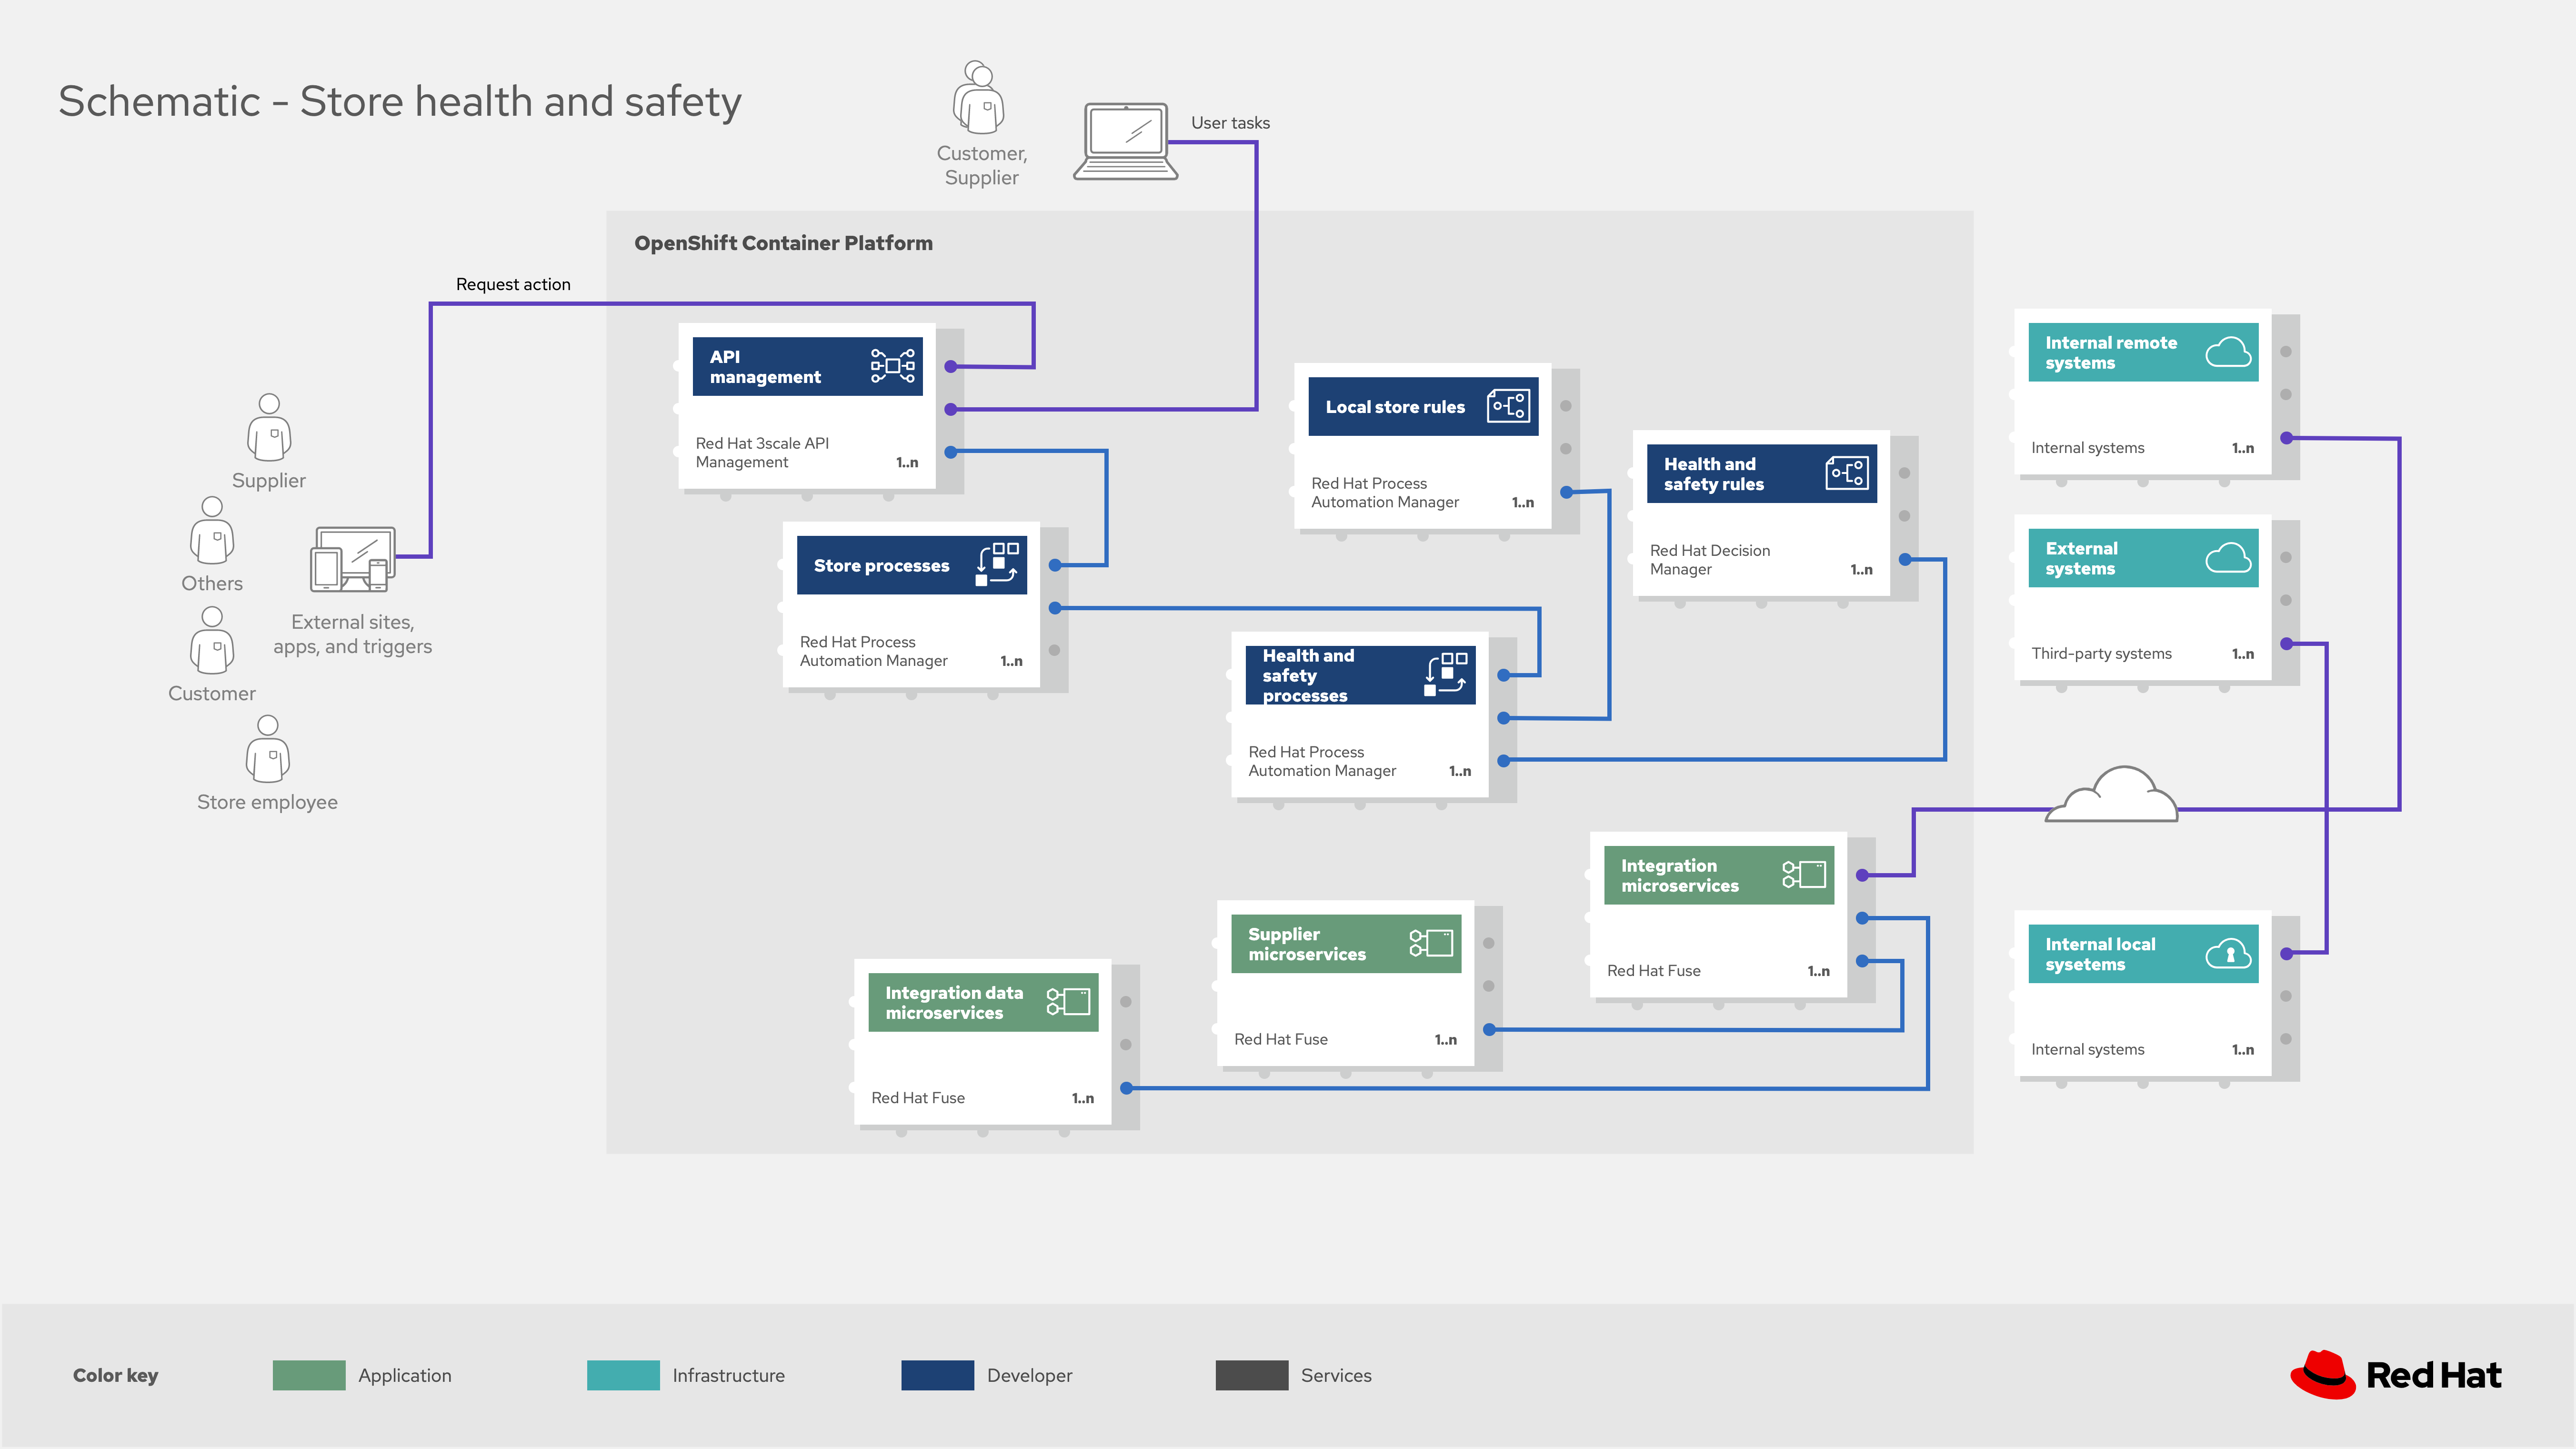 Schematic - Store health and safety
Customer,
Supplier
User tasks
OpenShift Container Platform
Request action
API
management
Red Hat 3scale API
Management
1..n
Supplier
Others
External sites,
apps, and triggers
Customer
Store employee
Store processes
Red Hat Process
Automation Manager
1..n
Local store rules
Red Hat Process
Automation Manager
1..n
Health and
safety rules
Red Hat Decision
Manager
1..n
Health and
safety
processes
Red Hat Process
Automation Manager
1..n
Integration
microservices
Red Hat Fuse
1..n
Supplier
microservices
Red Hat Fuse
1..n
Integration data
microservices
Red Hat Fuse
1..n
Internal remote
systems
Internal systems
1..n
External
systems
Third-party systems
1..n
Internal local
sysetems
Internal systems
1..n
Color key
Application
Infrastructure
Developer
Services
Red Hat